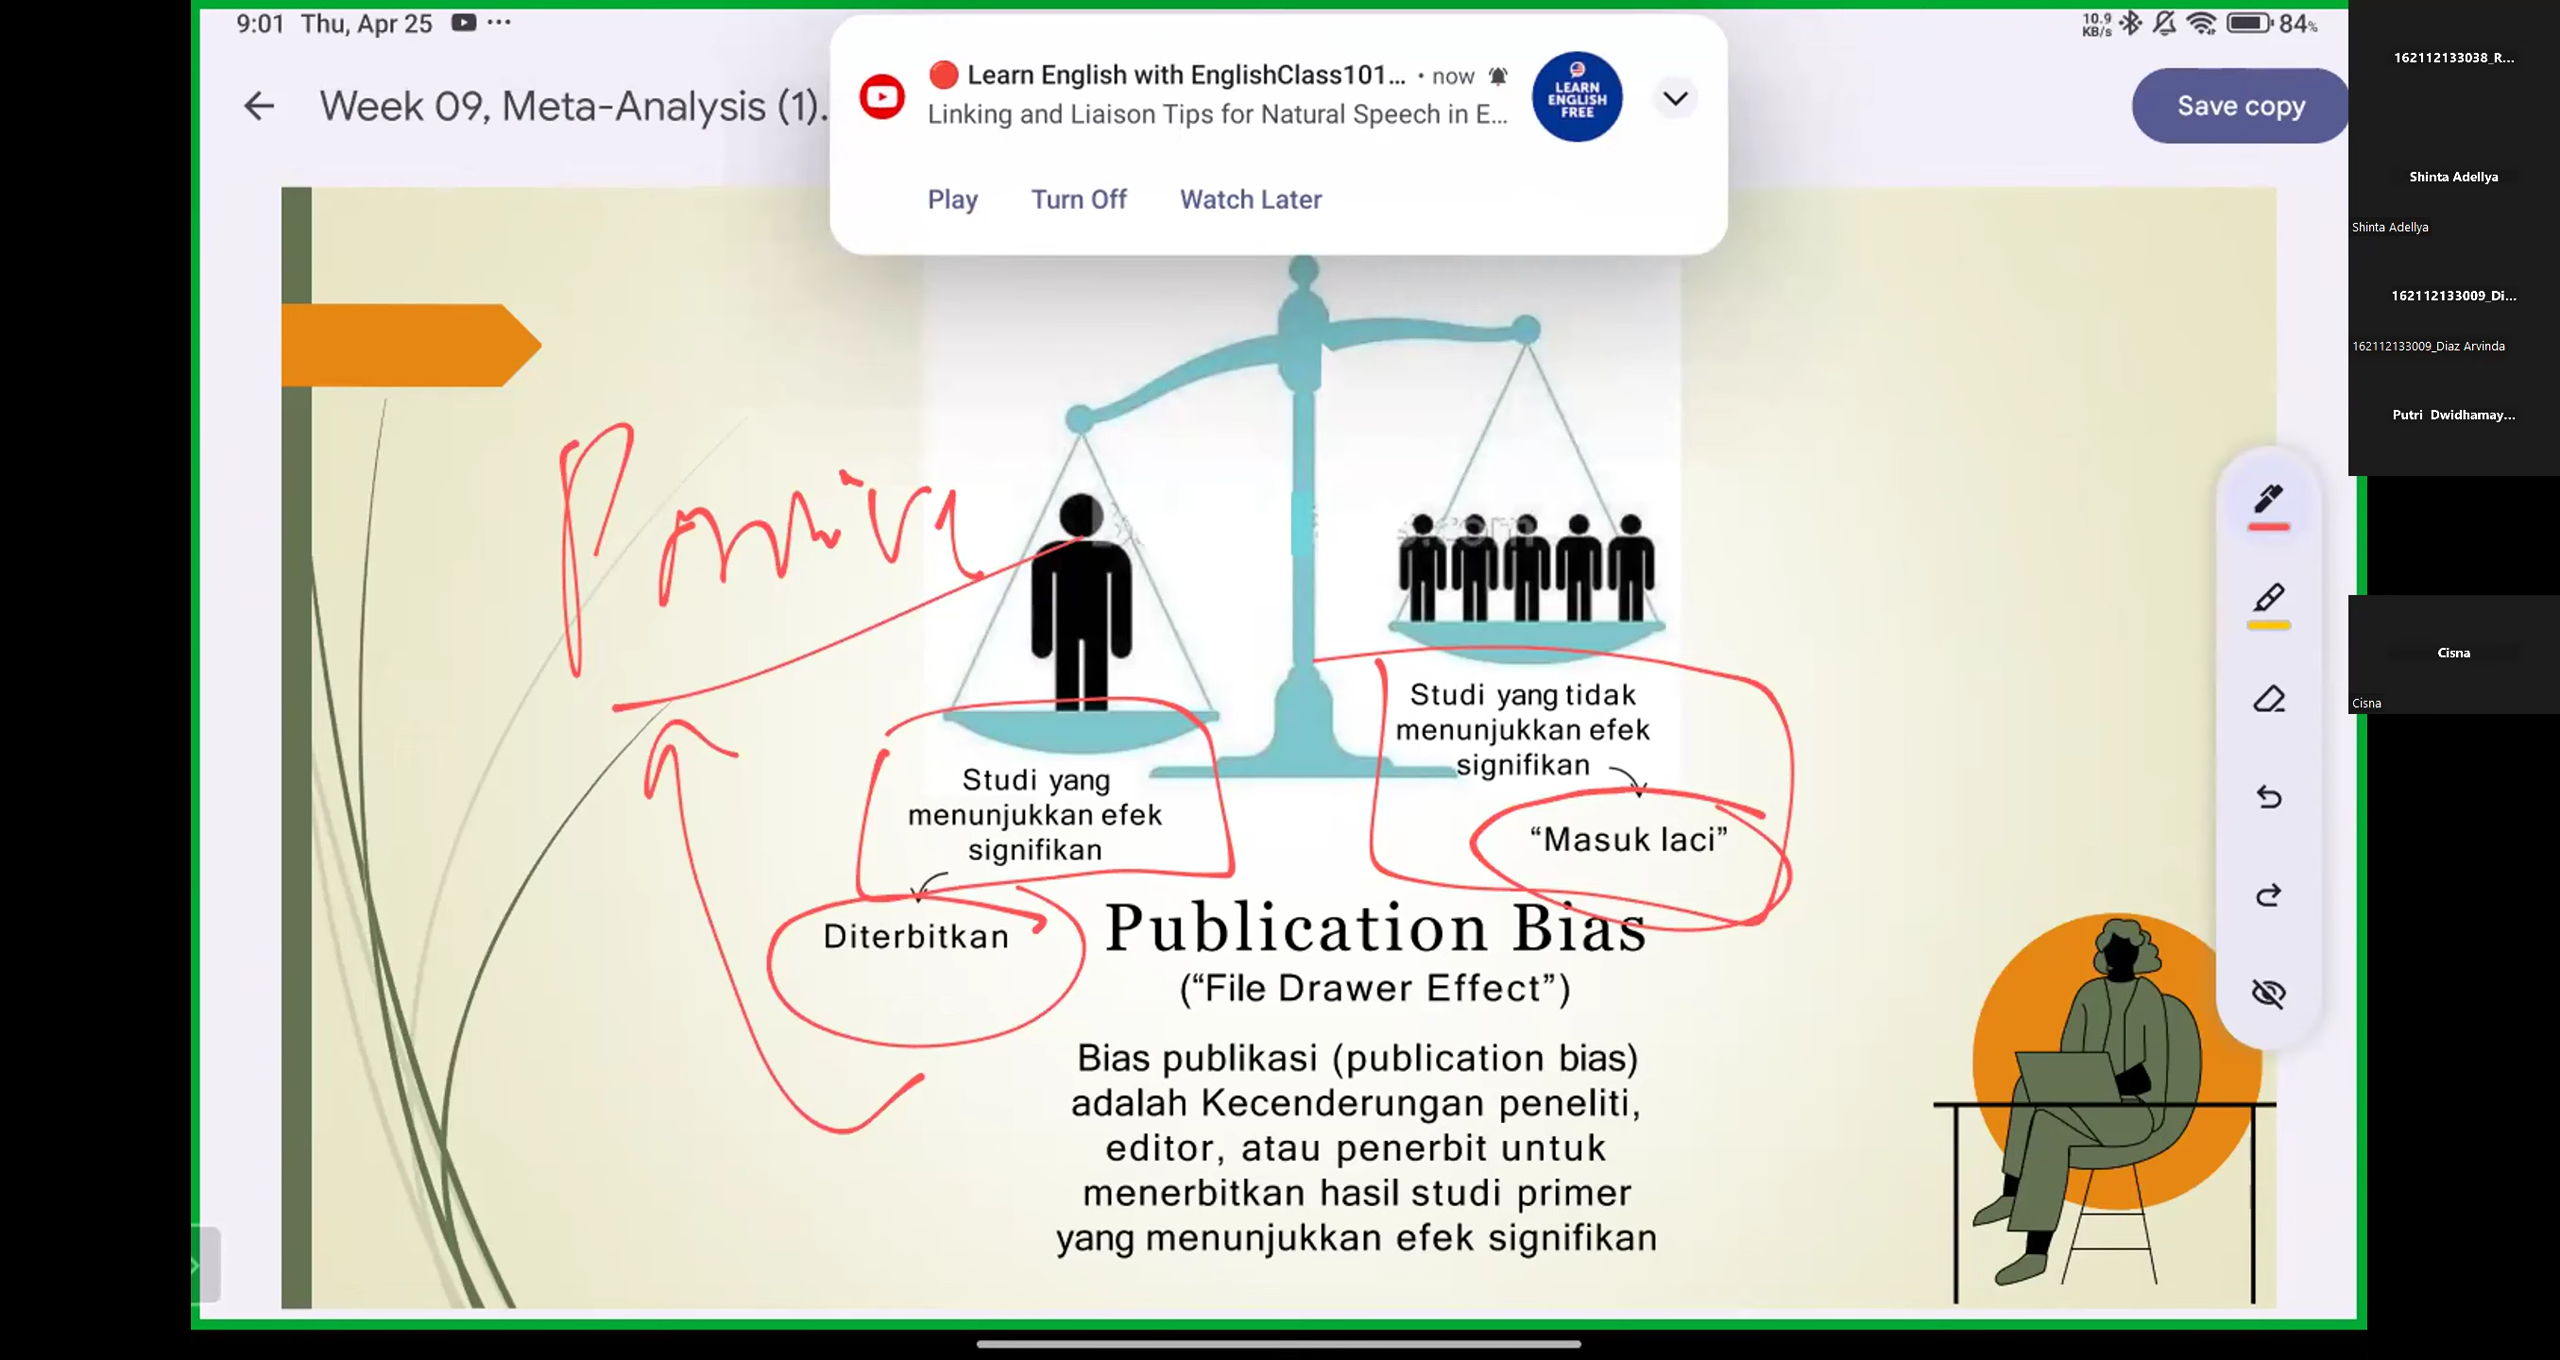 9:01 Thu, Apr 25
10.9 KB/s 84%
Week 09, Meta-Analysis (1).
Learn English with EnglishClass101... • now
Linking and Liaison Tips for Natural Speech in E...
LEARN
ENGLISH
FREE
Play Turn Off Watch Later
Save copy
162112133038_R...
Shinta Adellya
Shinta Adellya
162112133009_Di...
162112133009_Diaz Arvinda
Putri Dwidhamay...
Cisna
Cisna
Studi yang
menunjukkan efek
signifikan
Diterbitkan
Studi yang tidak
menunjukkan efek
signifikan
“Masuk laci”
Publication Bias
(“File Drawer Effect”)
Bias publikasi (publication bias)
adalah Kecenderungan peneliti,
editor, atau penerbit untuk
menerbitkan hasil studi primer
yang menunjukkan efek signifikan